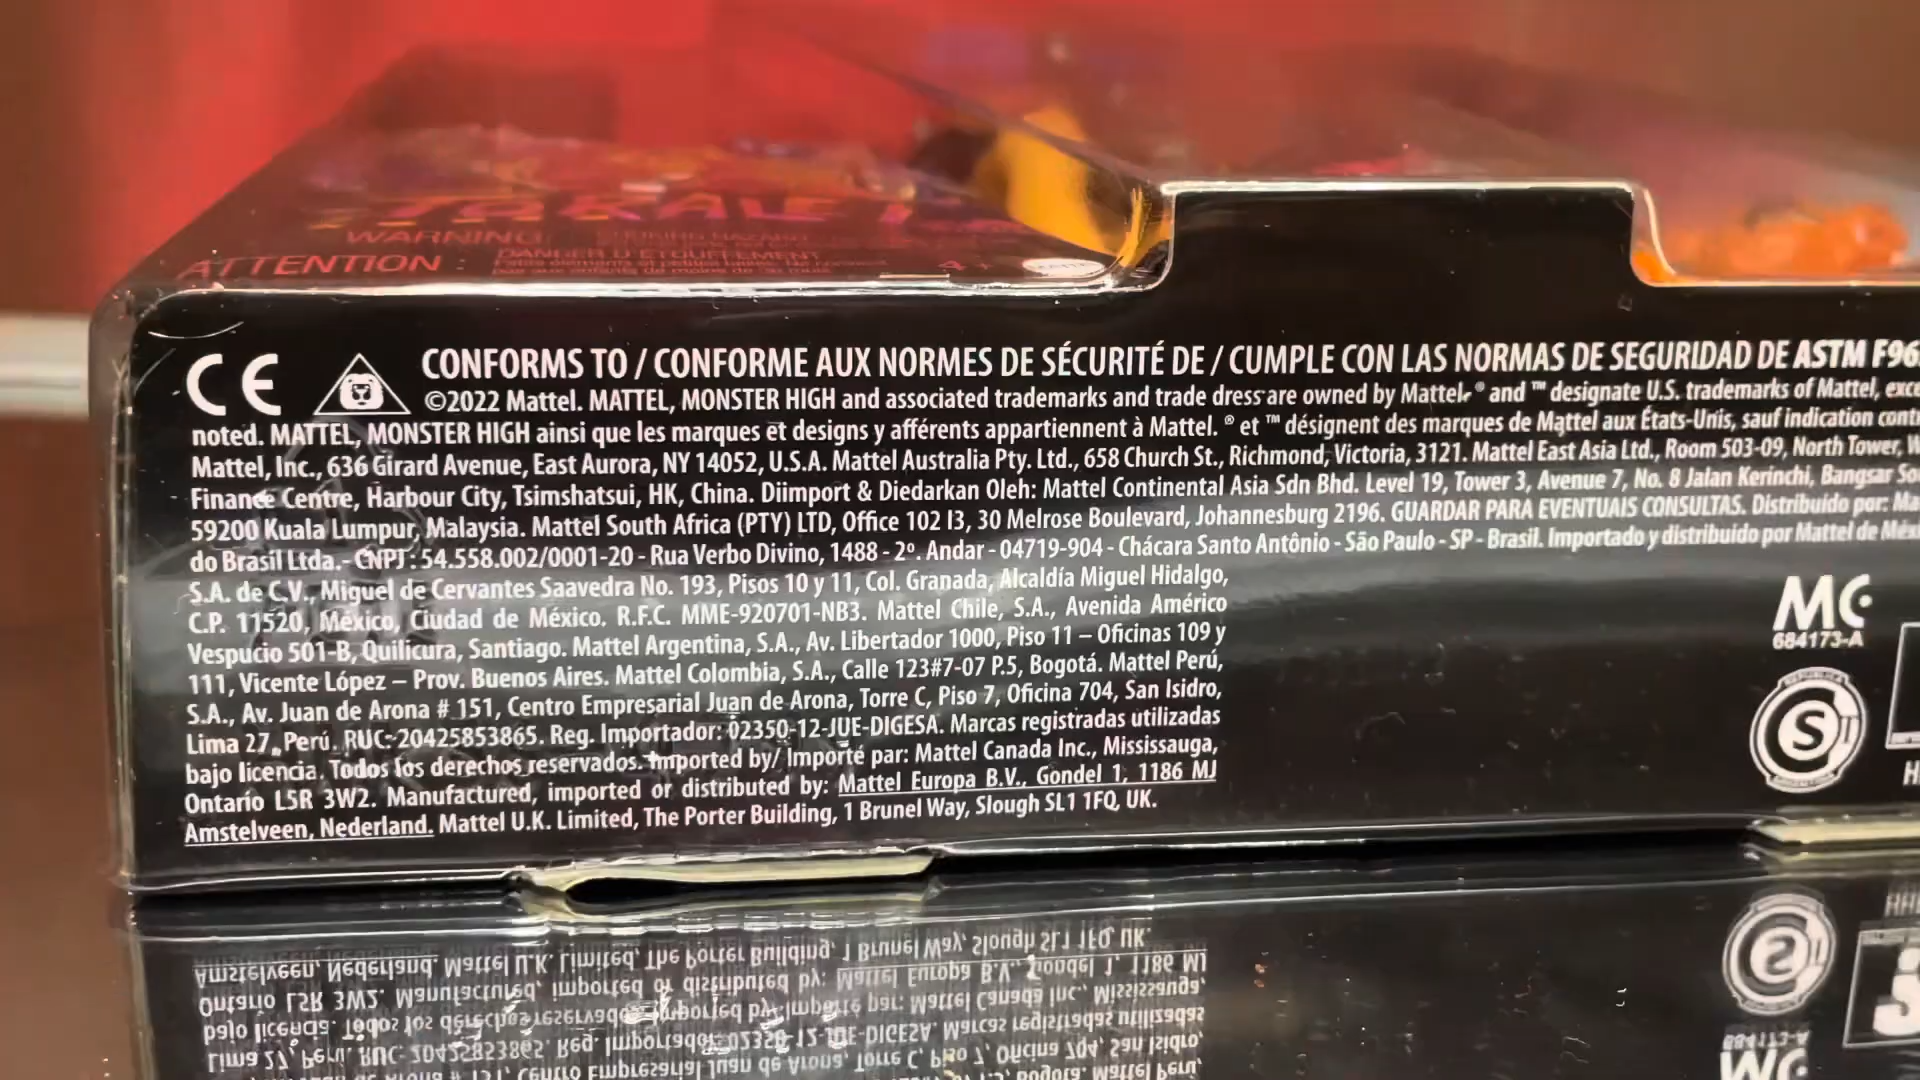 TORALEI
WARNING:
ATTENTION : DANGER D'ÉTOUFFEMENT
4+
CE CONFORMS TO / CONFORME AUX NORMES DE SÉCURITÉ DE / CUMPLE CON LAS NORMAS DE SEGURIDAD DE ASTM F96
©2022 Mattel. MATTEL, MONSTER HIGH and associated trademarks and trade dress are owned by Mattel. ® and ™ designate U.S. trademarks of Mattel, exce
noted. MATTEL, MONSTER HIGH ainsi que les marques et designs y afférents appartiennent à Mattel. ® et ™ désignent des marques de Mattel aux États-Unis, sauf indication cont
Mattel, Inc., 636 Girard Avenue, East Aurora, NY 14052, U.S.A. Mattel Australia Pty. Ltd., 658 Church St., Richmond, Victoria, 3121. Mattel East Asia Ltd., Room 503-09, North Tower, W
Finance Centre, Harbour City, Tsimshatsui, HK, China. Diimport & Diedarkan Oleh: Mattel Continental Asia Sdn Bhd. Level 19, Tower 3, Avenue 7, No. 8 Jalan Kerinchi, Bangsar So
59200 Kuala Lumpur, Malaysia. Mattel South Africa (PTY) LTD, Office 102 I3, 30 Melrose Boulevard, Johannesburg 2196. GUARDAR PARA EVENTUAIS CONSULTAS. Distribuído por: Ma
do Brasil Ltda.- CNPJ : 54.558.002/0001-20 - Rua Verbo Divino, 1488 - 2º. Andar - 04719-904 - Chácara Santo Antônio - São Paulo - SP - Brasil. Importado y distribuido por Mattel de Méxi
S.A. de C.V., Miguel de Cervantes Saavedra No. 193, Pisos 10 y 11, Col. Granada, Alcaldía Miguel Hidalgo,
C.P. 11520, México, Ciudad de México. R.F.C. MME-920701-NB3. Mattel Chile, S.A., Avenida Américo
Vespucio 501-B, Quilicura, Santiago. Mattel Argentina, S.A., Av. Libertador 1000, Piso 11 – Oficinas 109 y
111, Vicente López – Prov. Buenos Aires. Mattel Colombia, S.A., Calle 123#7-07 P.5, Bogotá. Mattel Perú,
S.A., Av. Juan de Arona # 151, Centro Empresarial Juan de Arona, Torre C, Piso 7, Oficina 704, San Isidro,
Lima 27, Perú. RUC: 20425853865. Reg. Importador: 02350-12-JUE-DIGESA. Marcas registradas utilizadas
bajo licencia. Todos los derechos reservados. Imported by/ Importé par: Mattel Canada Inc., Mississauga,
Ontario L5R 3W2. Manufactured, imported or distributed by: Mattel Europa B.V., Gondel 1, 1186 MJ
Amstelveen, Nederland. Mattel U.K. Limited, The Porter Building, 1 Brunel Way, Slough SL1 1FQ, UK.
MC
684173-A
S
H